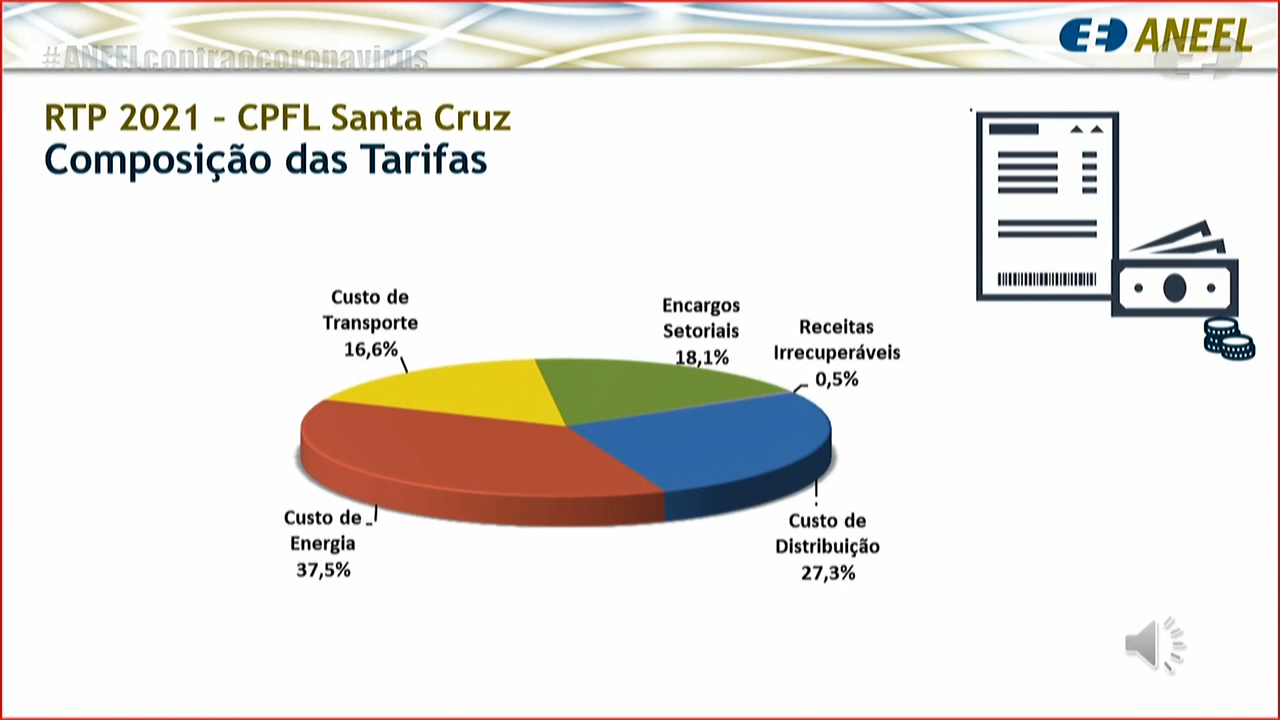 #ANEELcontraocoronavirus
ANEEL
RTP 2021 - CPFL Santa Cruz
Composição das Tarifas
Custo de
Transporte
16,6%
Encargos
Setoriais
18,1%
Receitas
Irrecuperáveis
0,5%
Custo de
Energia
37,5%
Custo de
Distribuição
27,3%